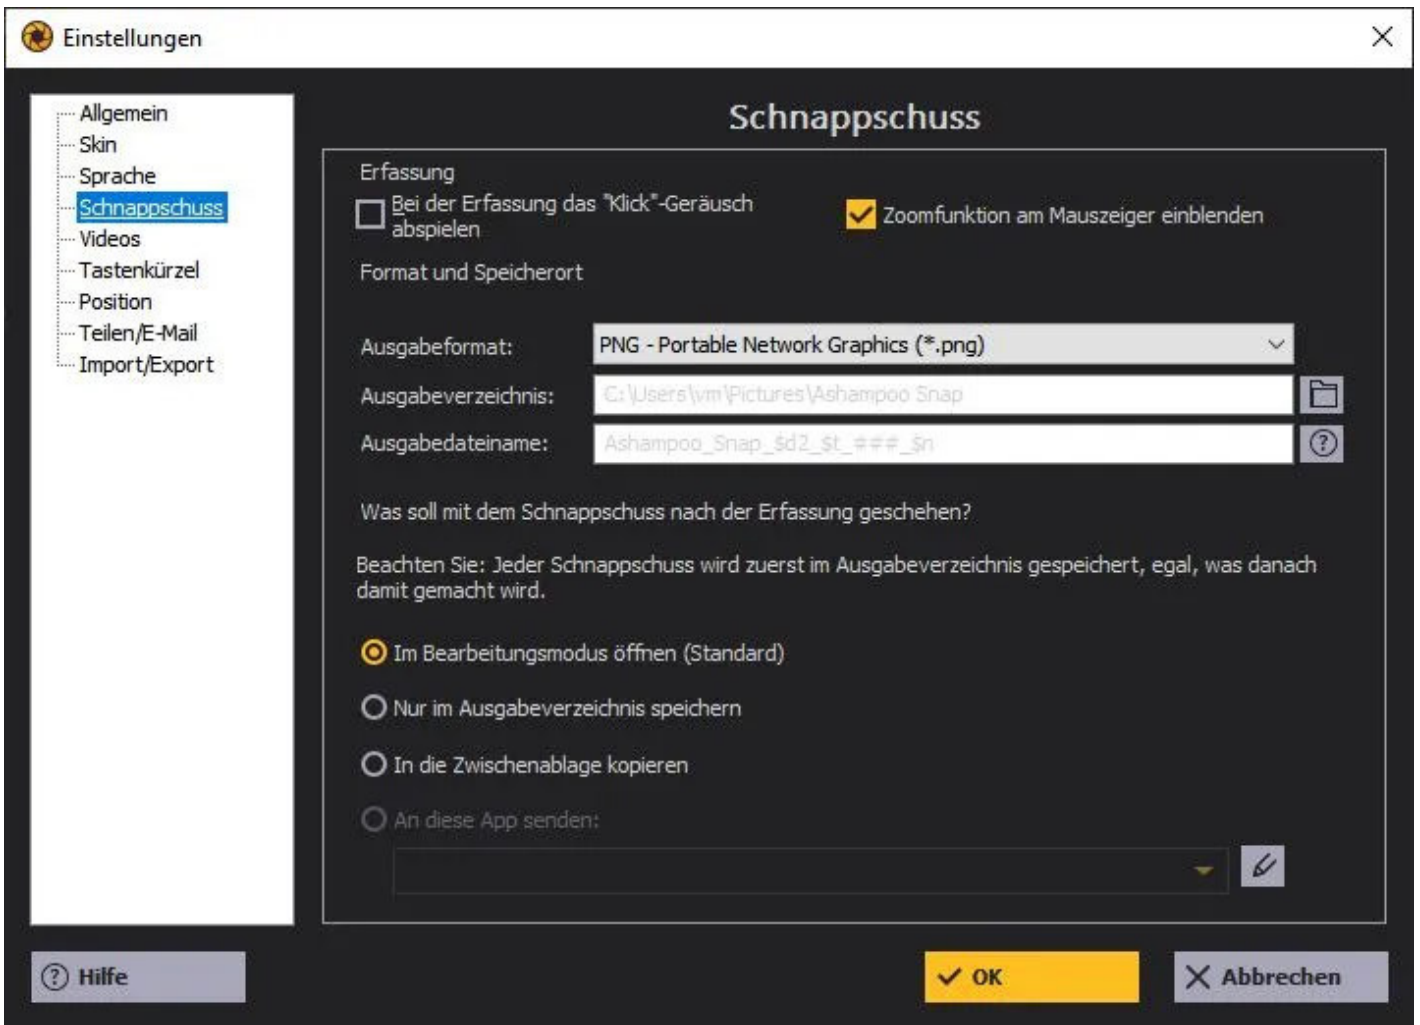 Einstellungen
Allgemein
Skin
Sprache
Schnappschuss
Videos
Tastenkürzel
Position
Teilen/E-Mail
Import/Export
Schnappschuss
Erfassung
Bei der Erfassung das "Klick"-Geräusch
abspielen
Zoomfunktion am Mauszeiger einblenden
Format und Speicherort
Ausgabeformat:
PNG - Portable Network Graphics (*.png)
Ausgabeverzeichnis:
C:\Users\vm\Pictures\Ashampoo Snap
Ausgabedateiname:
Ashampoo_Snap_$d2_$t_###_$n
Was soll mit dem Schnappschuss nach der Erfassung geschehen?
Beachten Sie: Jeder Schnappschuss wird zuerst im Ausgabeverzeichnis gespeichert, egal, was danach
damit gemacht wird.
Im Bearbeitungsmodus öffnen (Standard)
Nur im Ausgabeverzeichnis speichern
In die Zwischenablage kopieren
An diese App senden:
Hilfe
OK
Abbrechen